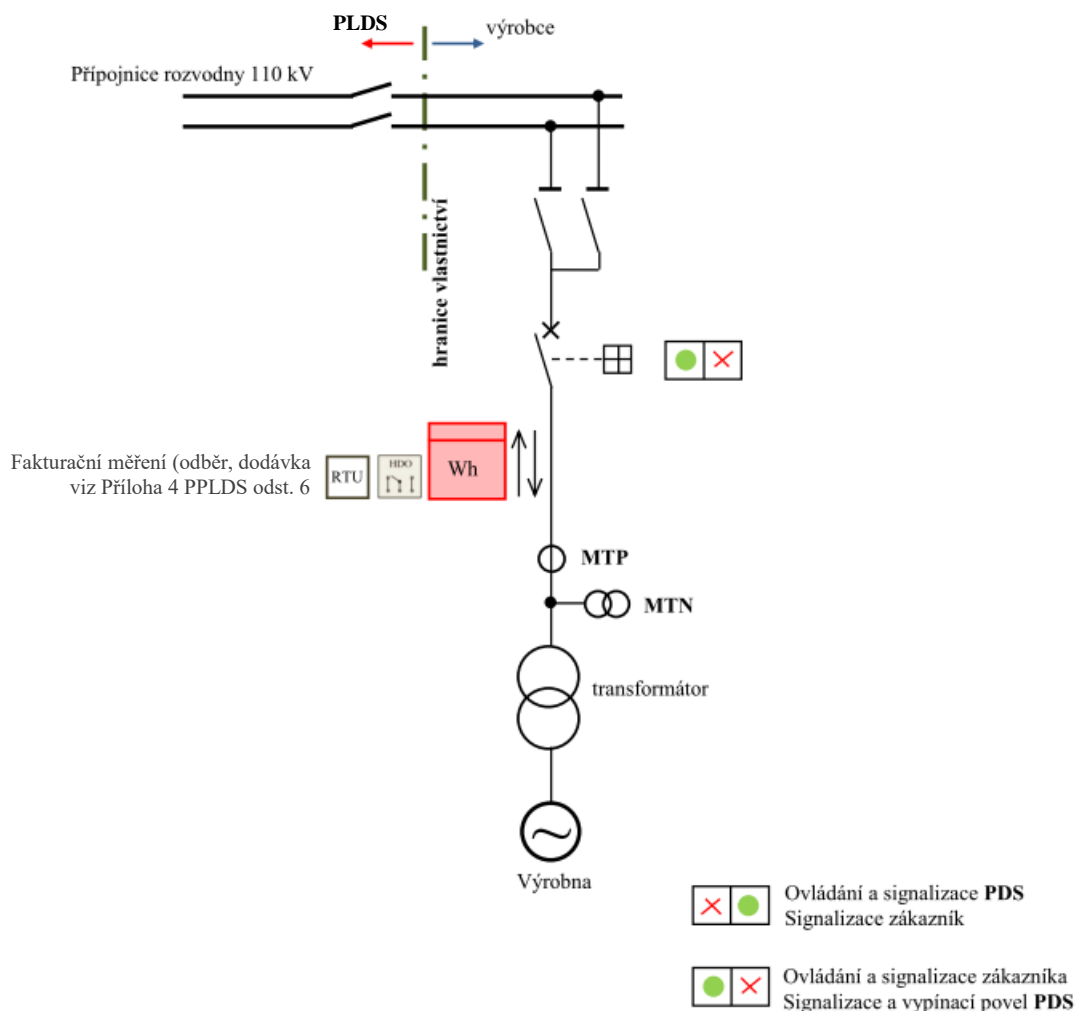 PLDS
výrobce
Přípojnice rozvodny 110 kV
hranice vlastnictví
Fakturační měření (odběr, dodávka
viz Příloha 4 PPLDS odst. 6
RTU
HDO
Wh
MTP
MTN
transformátor
Výrobna
Ovládání a signalizace PDS
Signalizace zákazník
Ovládání a signalizace zákazníka
Signalizace a vypínací povel PDS